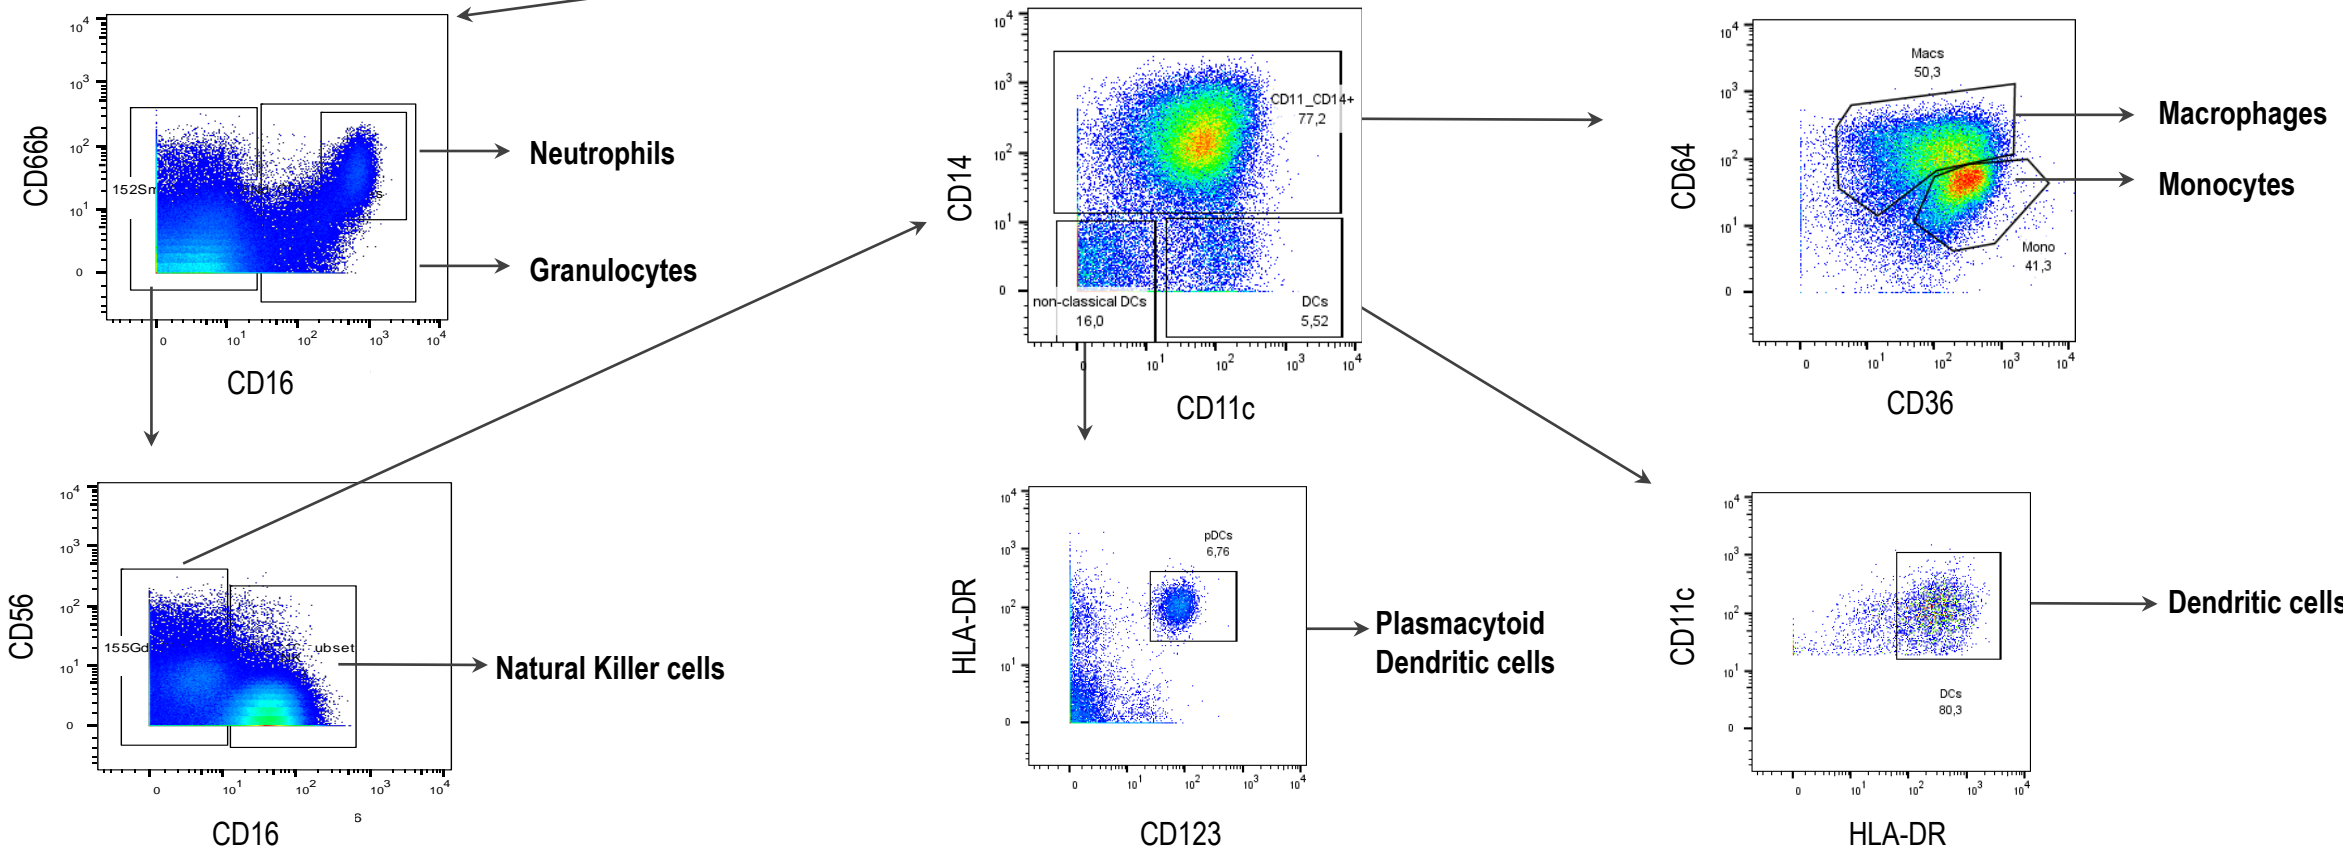 10^4
10^3
10^2
10^1
0
CD66b
152Sm
s
0 10^1 10^2 10^3 10^4
CD16
Neutrophils
Granulocytes
10^4
10^3
10^2
10^1
0
CD14
CD11_CD14+
77,2
non-classical DCs
16,0
DCs
5,52
0 10^1 10^2 10^3 10^4
CD11c
10^4
10^3
10^2
10^1
0
CD64
Macs
50,3
Mono
41,3
0 10^1 10^2 10^3 10^4
CD36
Macrophages
Monocytes
10^4
10^3
10^2
10^1
0
CD56
155Gd
ubset
0 10^1 10^2 10^3 10^4
6
CD16
Natural Killer cells
10^4
10^3
10^2
10^1
0
HLA-DR
pDCs
6,76
0 10^1 10^2 10^3 10^4
CD123
Plasmacytoid
Dendritic cells
10^4
10^3
10^2
10^1
0
CD11c
DCs
80,3
0 10^1 10^2 10^3 10^4
HLA-DR
Dendritic cells